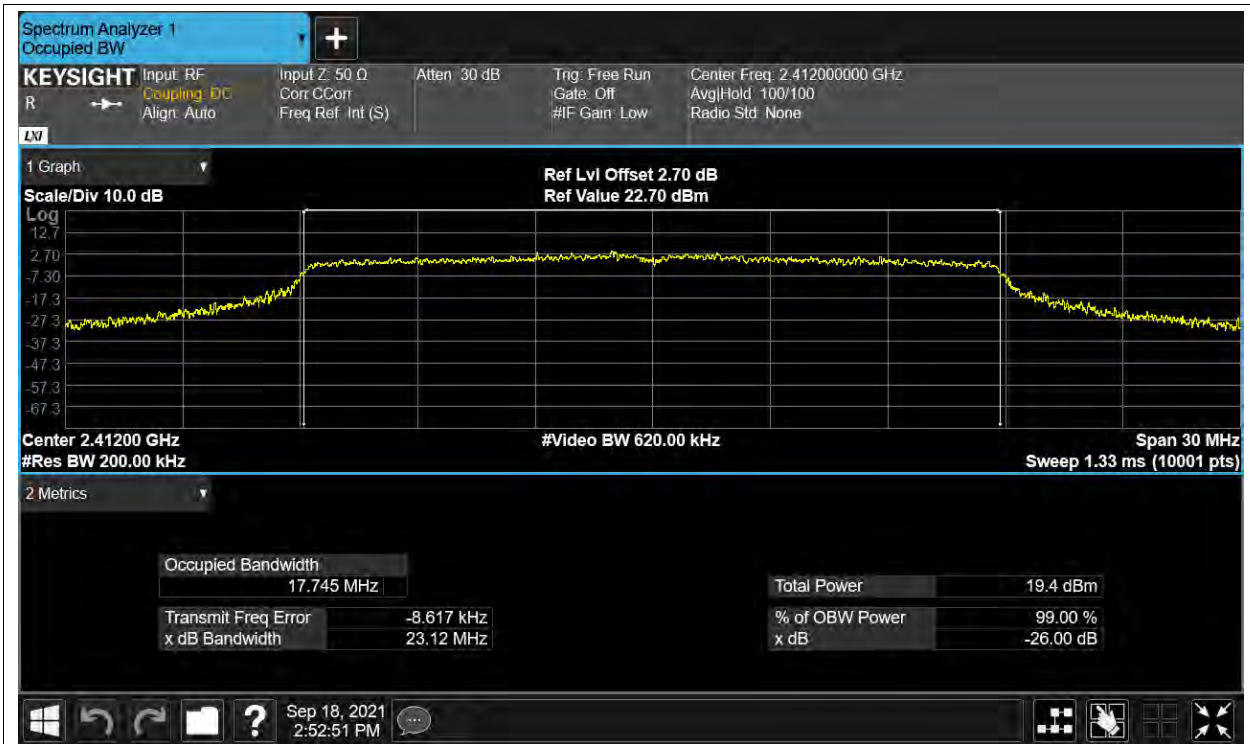 Spectrum Analyzer 1
Occupied BW
KEYSIGHT
R
LXI
Input: RF
Coupling: DC
Align: Auto
Input Z: 50 Ω
Corr CCorr
Freq Ref: Int (S)
Atten: 30 dB
Trig: Free Run
Gate: Off
#IF Gain: Low
Center Freq: 2.412000000 GHz
Avg|Hold: 100/100
Radio Std: None
1 Graph
Scale/Div 10.0 dB
Ref Lvl Offset 2.70 dB
Ref Value 22.70 dBm
Log
12.7
2.70
-7.30
-17.3
-27.3
-37.3
-47.3
-57.3
-67.3
Center 2.41200 GHz
#Video BW 620.00 kHz
Span 30 MHz
#Res BW 200.00 kHz
Sweep 1.33 ms (10001 pts)
2 Metrics
Occupied Bandwidth
17.745 MHz
Total Power 19.4 dBm
Transmit Freq Error -8.617 kHz
% of OBW Power 99.00 %
x dB Bandwidth 23.12 MHz
x dB -26.00 dB
?
Sep 18, 2021
2:52:51 PM